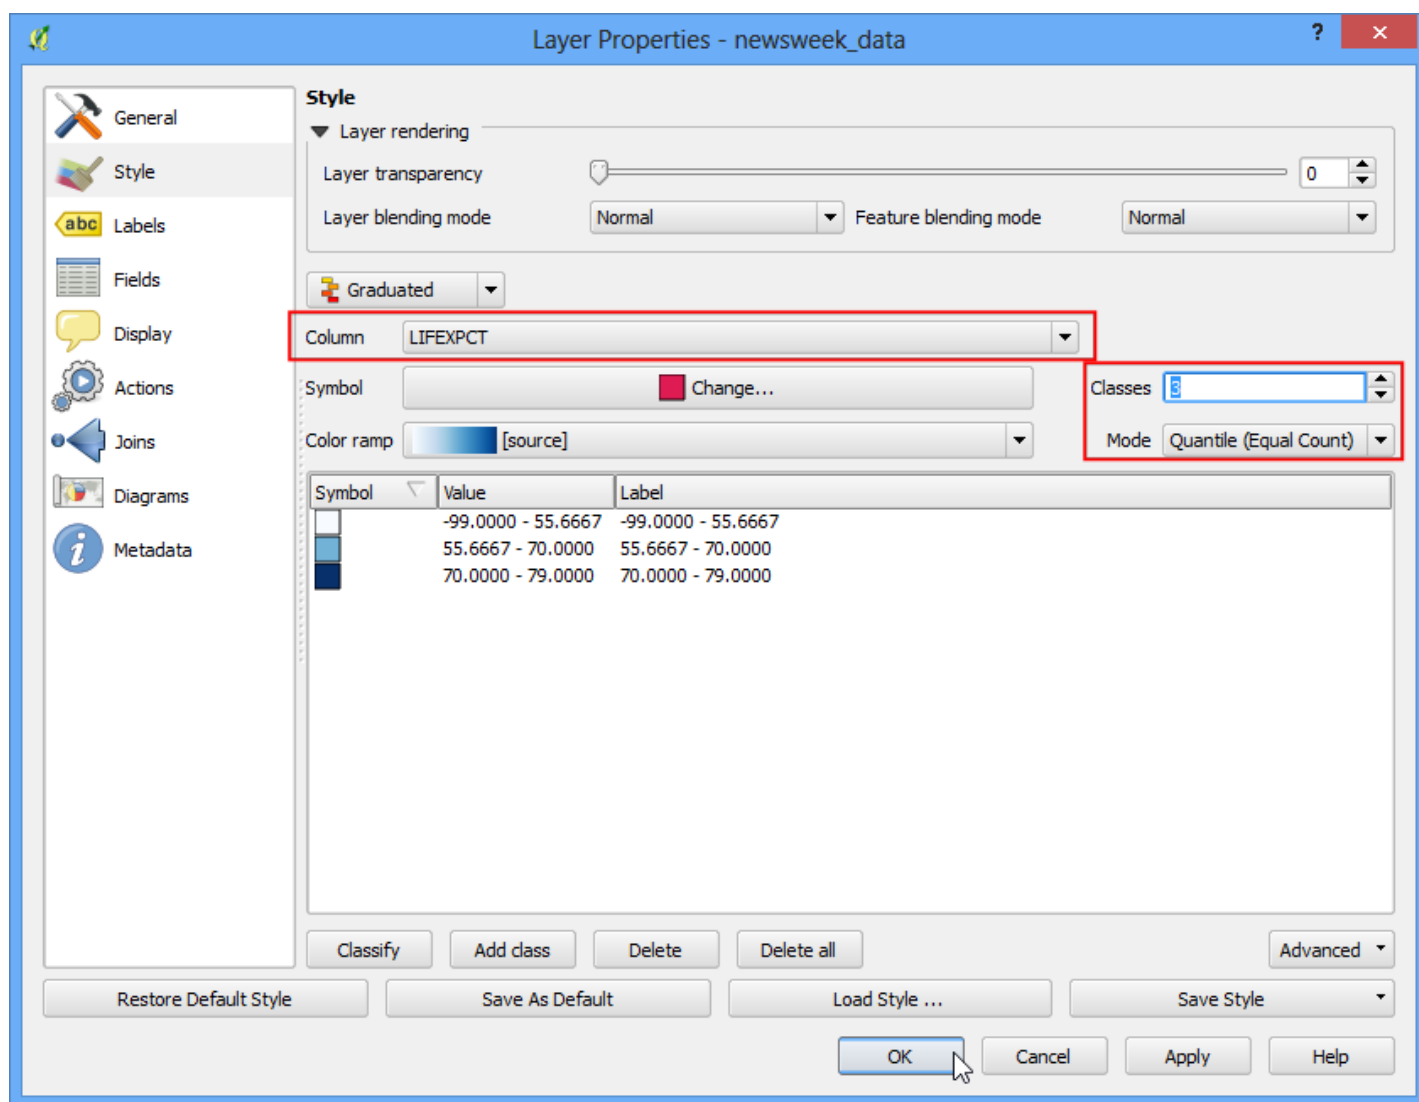 Layer Properties - newsweek_data ? ×
General
Style
abc Labels
Fields
Display
Actions
Joins
Diagrams
i Metadata
Style
Layer rendering
Layer transparency 0
Layer blending mode Normal Feature blending mode Normal
Graduated
Column LIFEXPCT
Symbol Change... Classes 3
Color ramp [source] Mode Quantile (Equal Count)
Symbol Value Label
-99.0000 - 55.6667 -99.0000 - 55.6667
55.6667 - 70.0000 55.6667 - 70.0000
70.0000 - 79.0000 70.0000 - 79.0000
Classify Add class Delete Delete all Advanced
Restore Default Style Save As Default Load Style ... Save Style
OK Cancel Apply Help